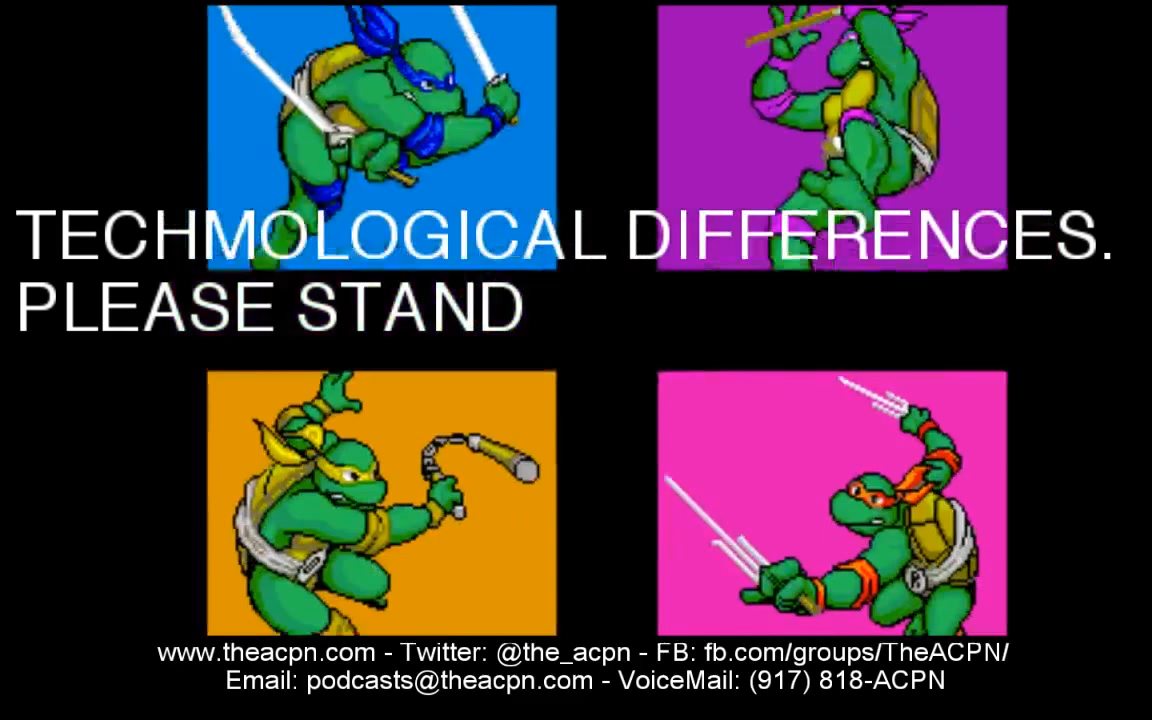 TECHMOLOGICAL DIFFERENCES.
PLEASE STAND
www.theacpn.com - Twitter: @the_acpn - FB: fb.com/groups/TheACPN/
Email: podcasts@theacpn.com - VoiceMail: (917) 818-ACPN